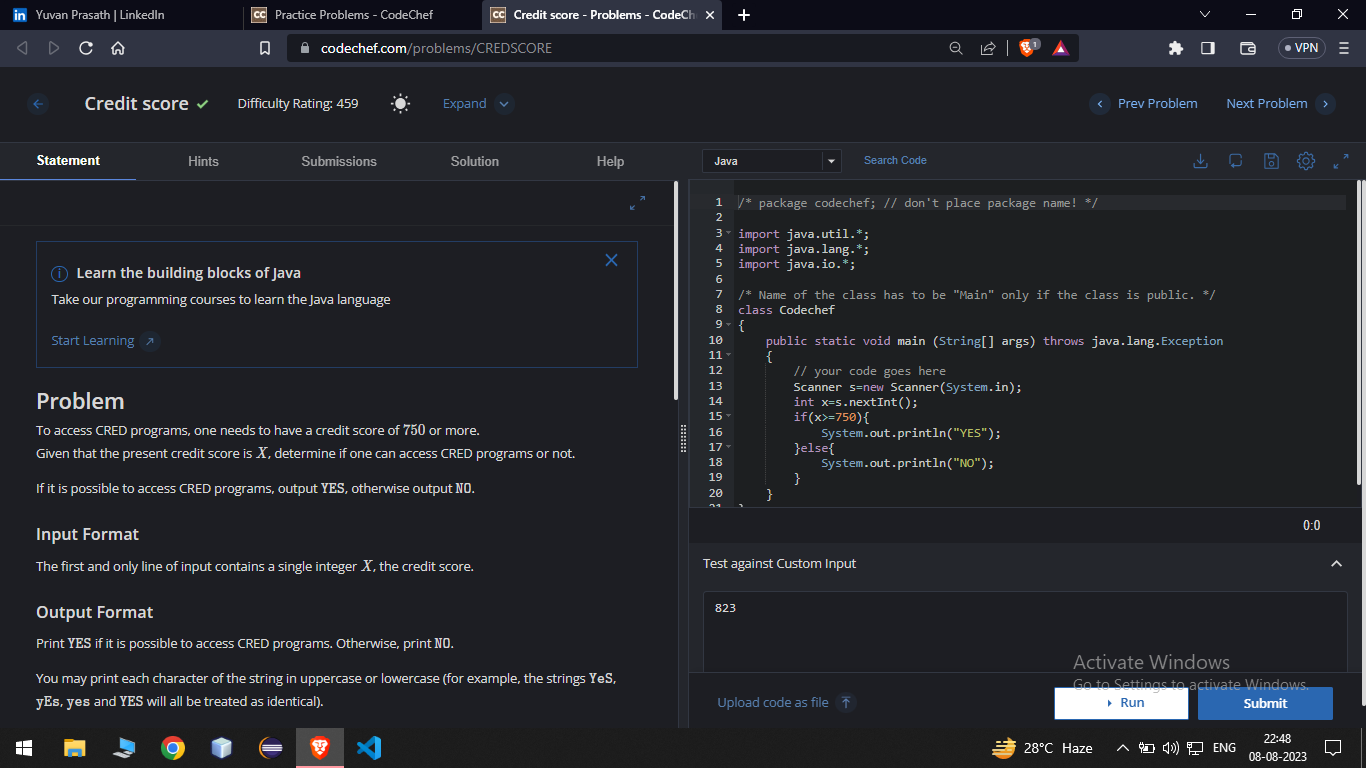 in Yuvan Prasath | LinkedIn
CC Practice Problems - CodeChef
CC Credit score - Problems - CodeCh
codechef.com/problems/CREDSCORE
1
VPN
Credit score
Difficulty Rating: 459
Expand
Prev Problem
Next Problem
Statement
Hints
Submissions
Solution
Help
Learn the building blocks of Java
Take our programming courses to learn the Java language
Start Learning
Problem
To access CRED programs, one needs to have a credit score of 750 or more.
Given that the present credit score is X, determine if one can access CRED programs or not.
If it is possible to access CRED programs, output YES, otherwise output NO.
Input Format
The first and only line of input contains a single integer X, the credit score.
Output Format
Print YES if it is possible to access CRED programs. Otherwise, print NO.
You may print each character of the string in uppercase or lowercase (for example, the strings YeS,
yEs, yes and YES will all be treated as identical).
Java
Search Code
1 /* package codechef; // don't place package name! */
2
3 import java.util.*;
4 import java.lang.*;
5 import java.io.*;
6
7 /* Name of the class has to be "Main" only if the class is public. */
8 class Codechef
9 {
10 public static void main (String[] args) throws java.lang.Exception
11 {
12 // your code goes here
13 Scanner s=new Scanner(System.in);
14 int x=s.nextInt();
15 if(x>=750){
16 System.out.println("YES");
17 }else{
18 System.out.println("NO");
19 }
20 }
21 }
0:0
Test against Custom Input
823
Activate Windows
Go to Settings to activate Windows.
Upload code as file
Run
Submit
28°C Haze
ENG
22:48
08-08-2023